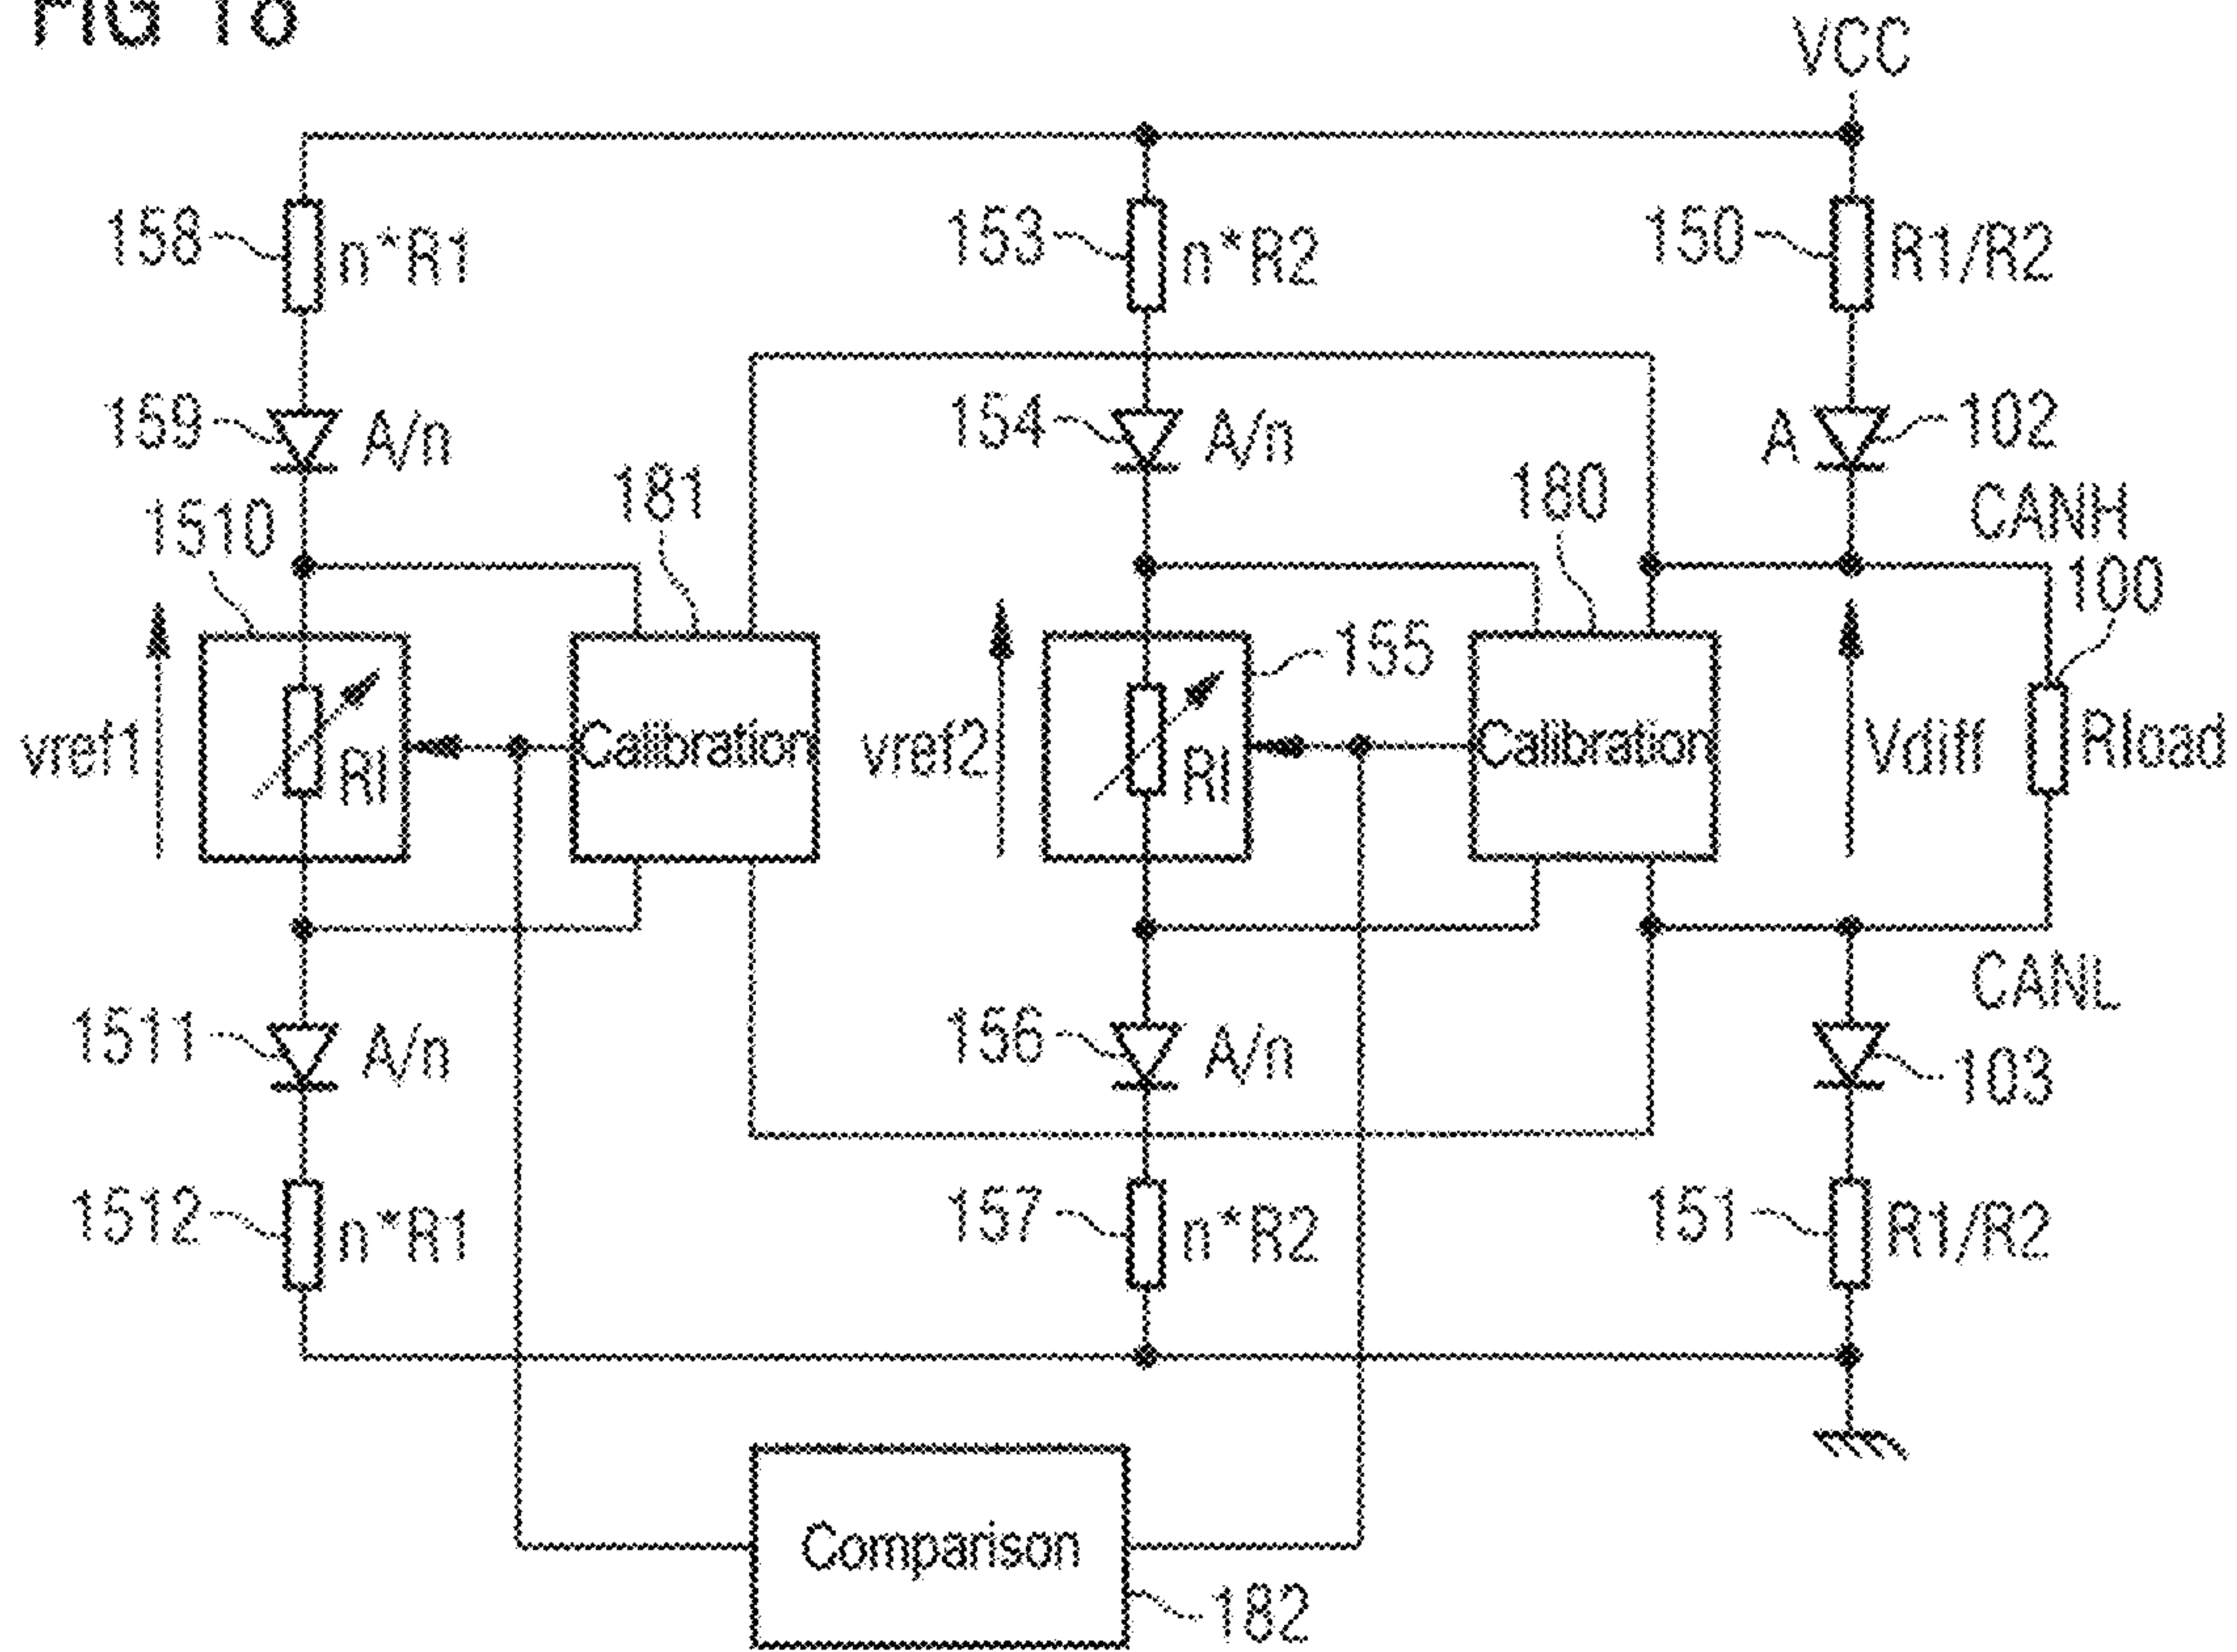 FIG 18
VCC
158
n*R1
153
n*R2
150
R1/R2
159
A/n
154
A/n
A
102
181
180
1510
CANH
100
155
vref1
RI
Calibration
vref2
RI
Calibration
Vdiff
Rload
CANL
1511
A/n
156
A/n
103
1512
n*R1
157
n*R2
151
R1/R2
Comparison
182